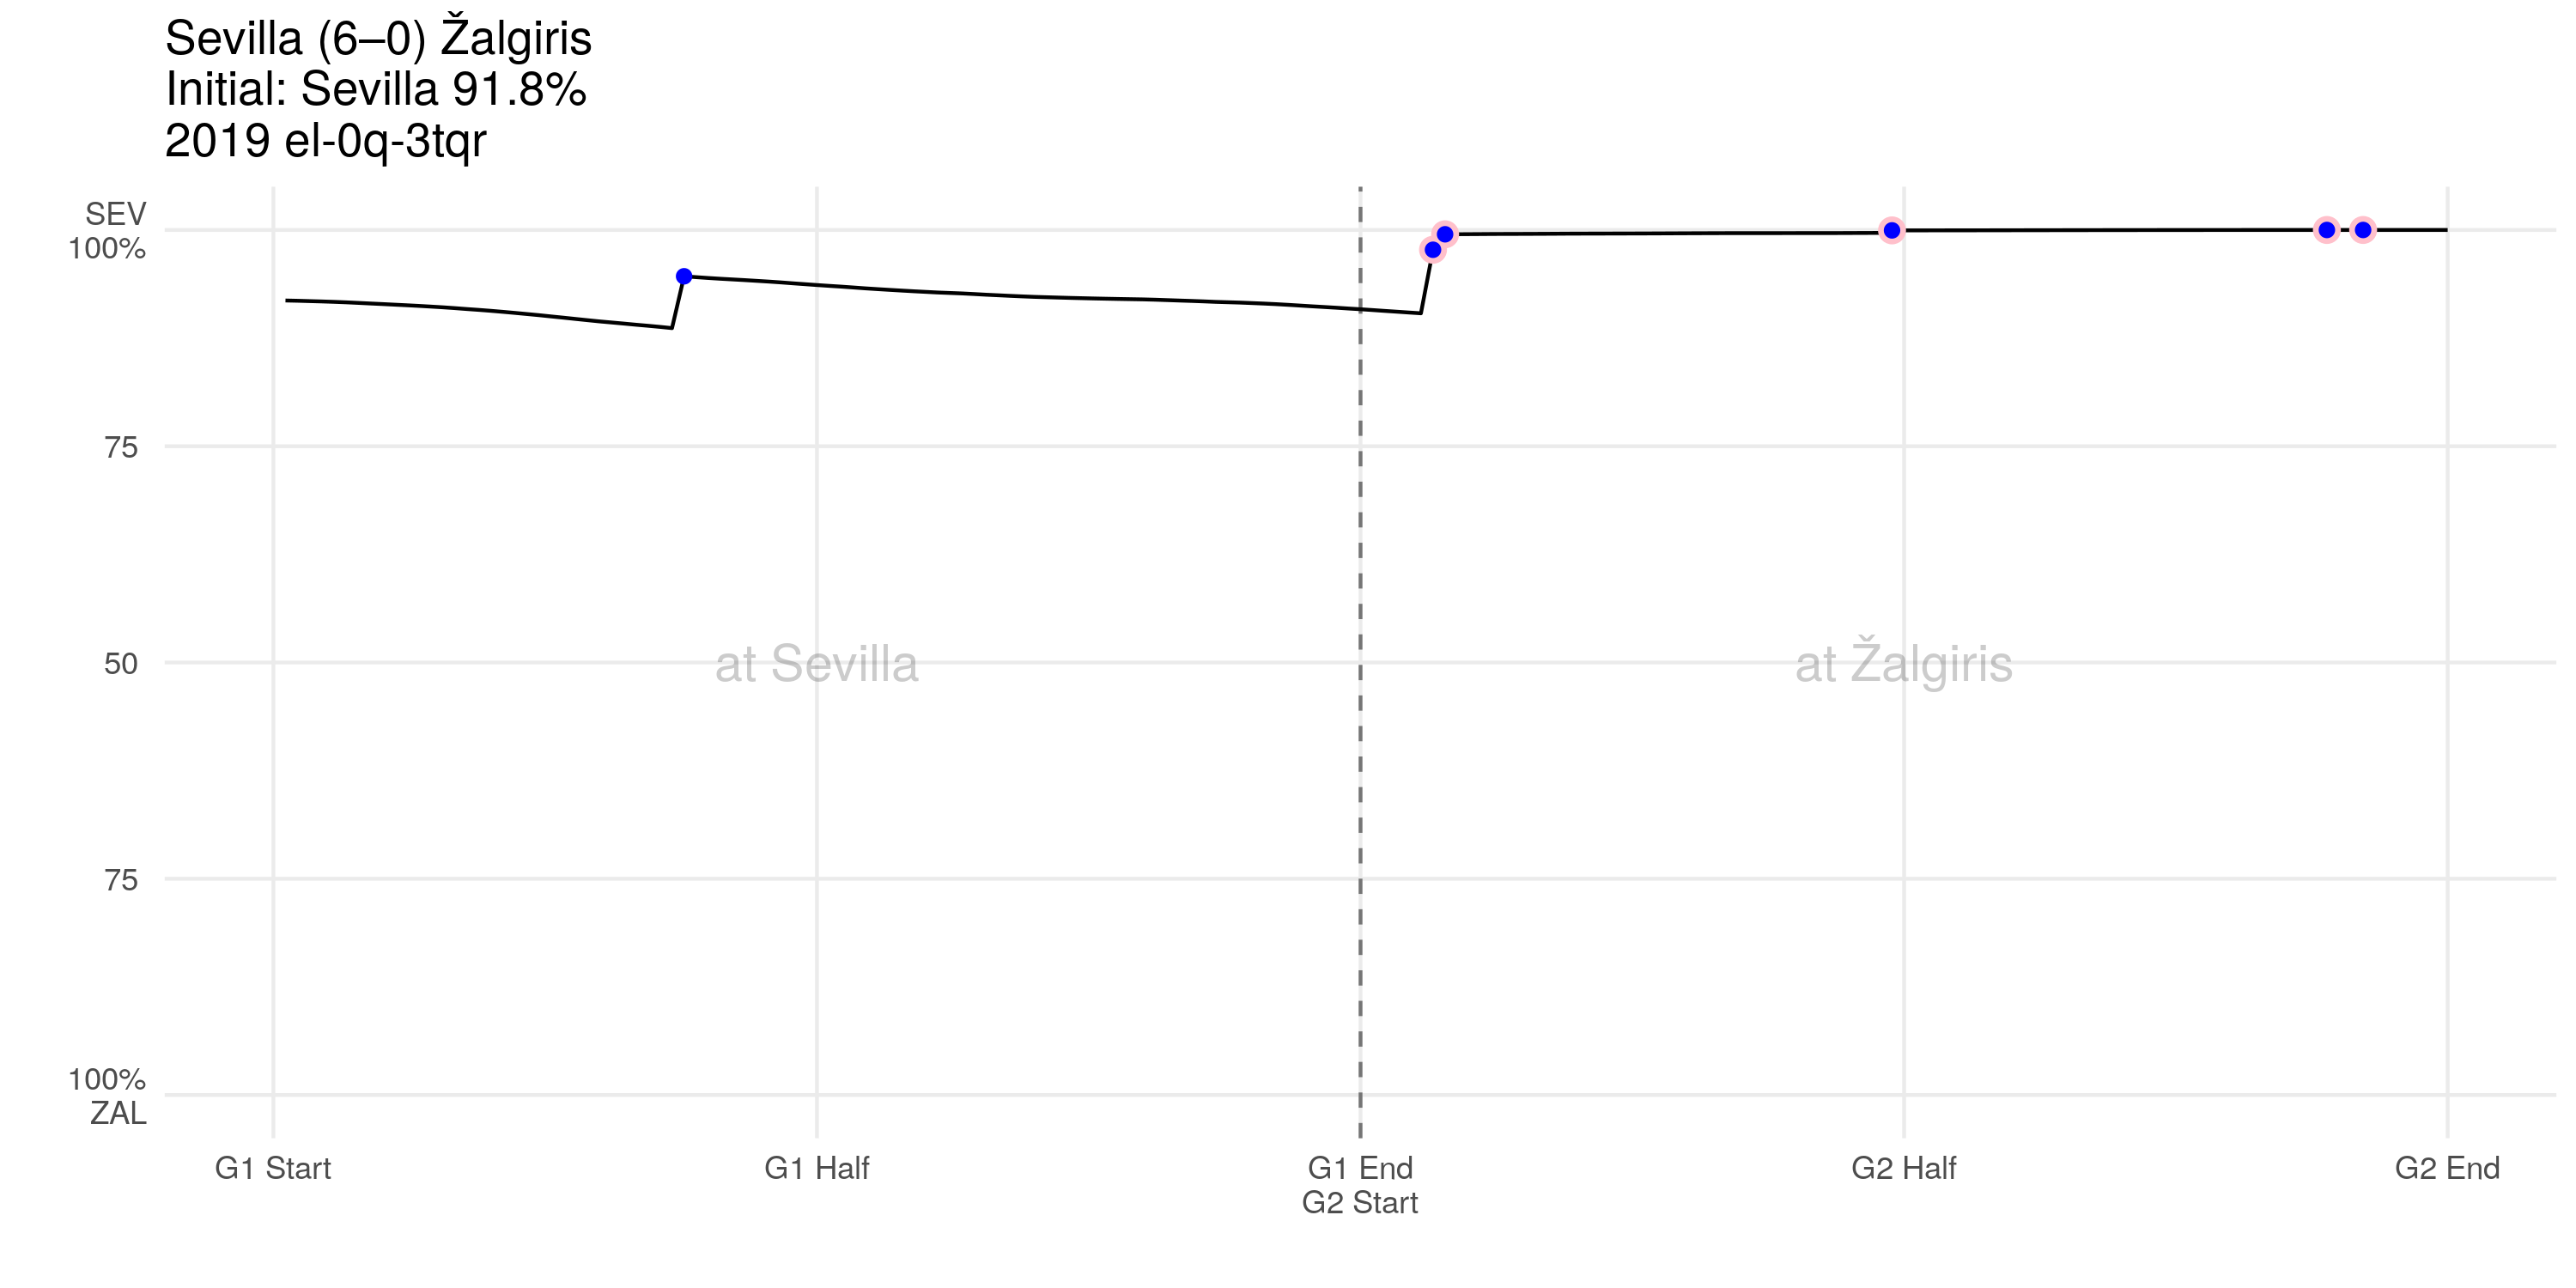 Sevilla (6–0) Žalgiris
Initial: Sevilla 91.8%
2019 el-0q-3tqr
SEV
100%
75
50
75
100%
ZAL
at Sevilla
at Žalgiris
G1 Start
G1 Half
G1 End
G2 Start
G2 Half
G2 End